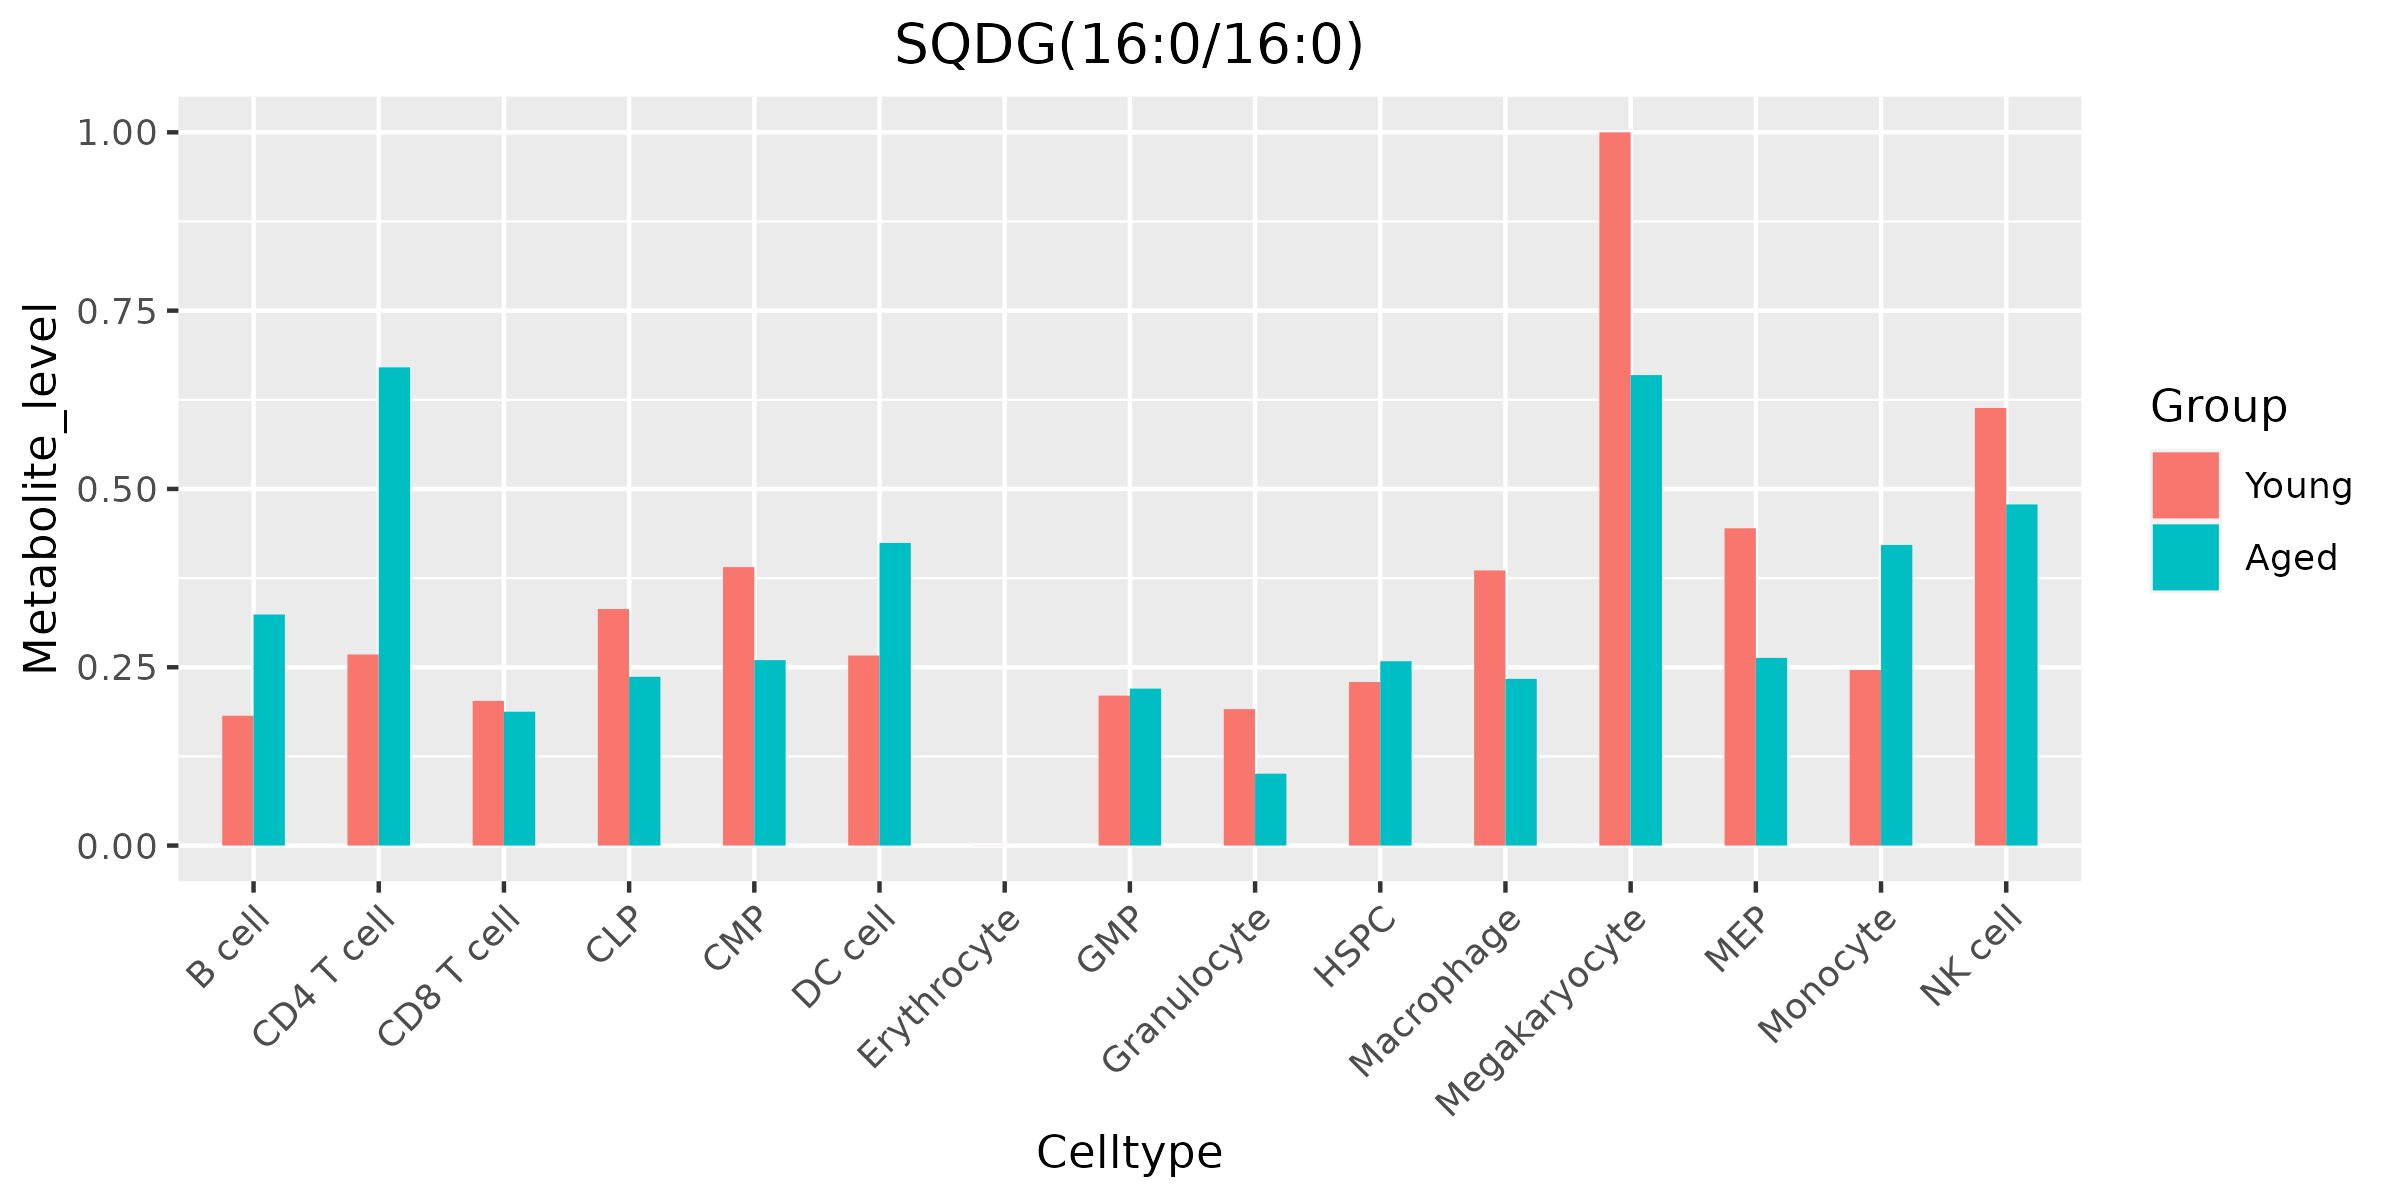 SQDG(16:0/16:0)
Metabolite_level
1.00
0.75
0.50
0.25
0.00
B cell
CD4 T cell
CD8 T cell
CLP
CMP
DC cell
Erythrocyte
GMP
Granulocyte
HSPC
Macrophage
Megakaryocyte
MEP
Monocyte
NK cell
Celltype
Group
Young
Aged